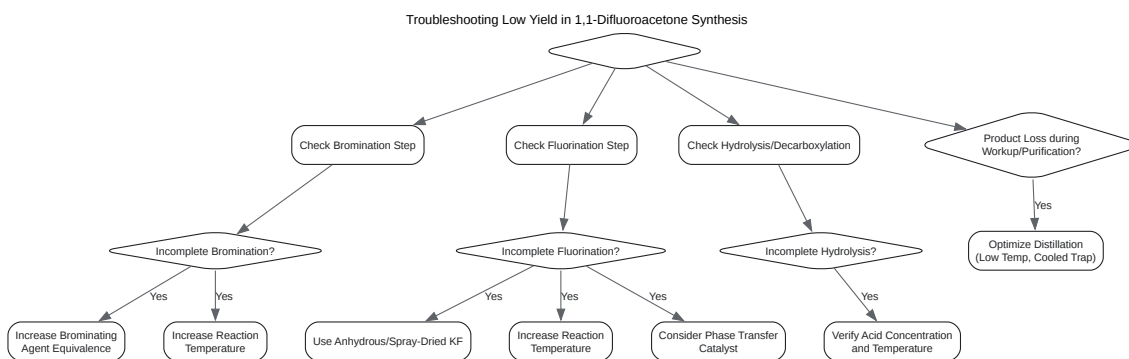 Troubleshooting Low Yield in 1,1-Difluoroacetone Synthesis
Check Bromination Step
Check Fluorination Step
Check Hydrolysis/Decarboxylation
Product Loss during
Workup/Purification?
Yes
Incomplete Bromination?
Incomplete Fluorination?
Incomplete Hydrolysis?
Optimize Distillation
(Low Temp, Cooled Trap)
Yes
Yes
Yes
Yes
Yes
Yes
Increase Brominating
Agent Equivalence
Increase Reaction
Temperature
Use Anhydrous/Spray-Dried KF
Increase Reaction
Temperature
Consider Phase Transfer
Catalyst
Verify Acid Concentration
and Temperature